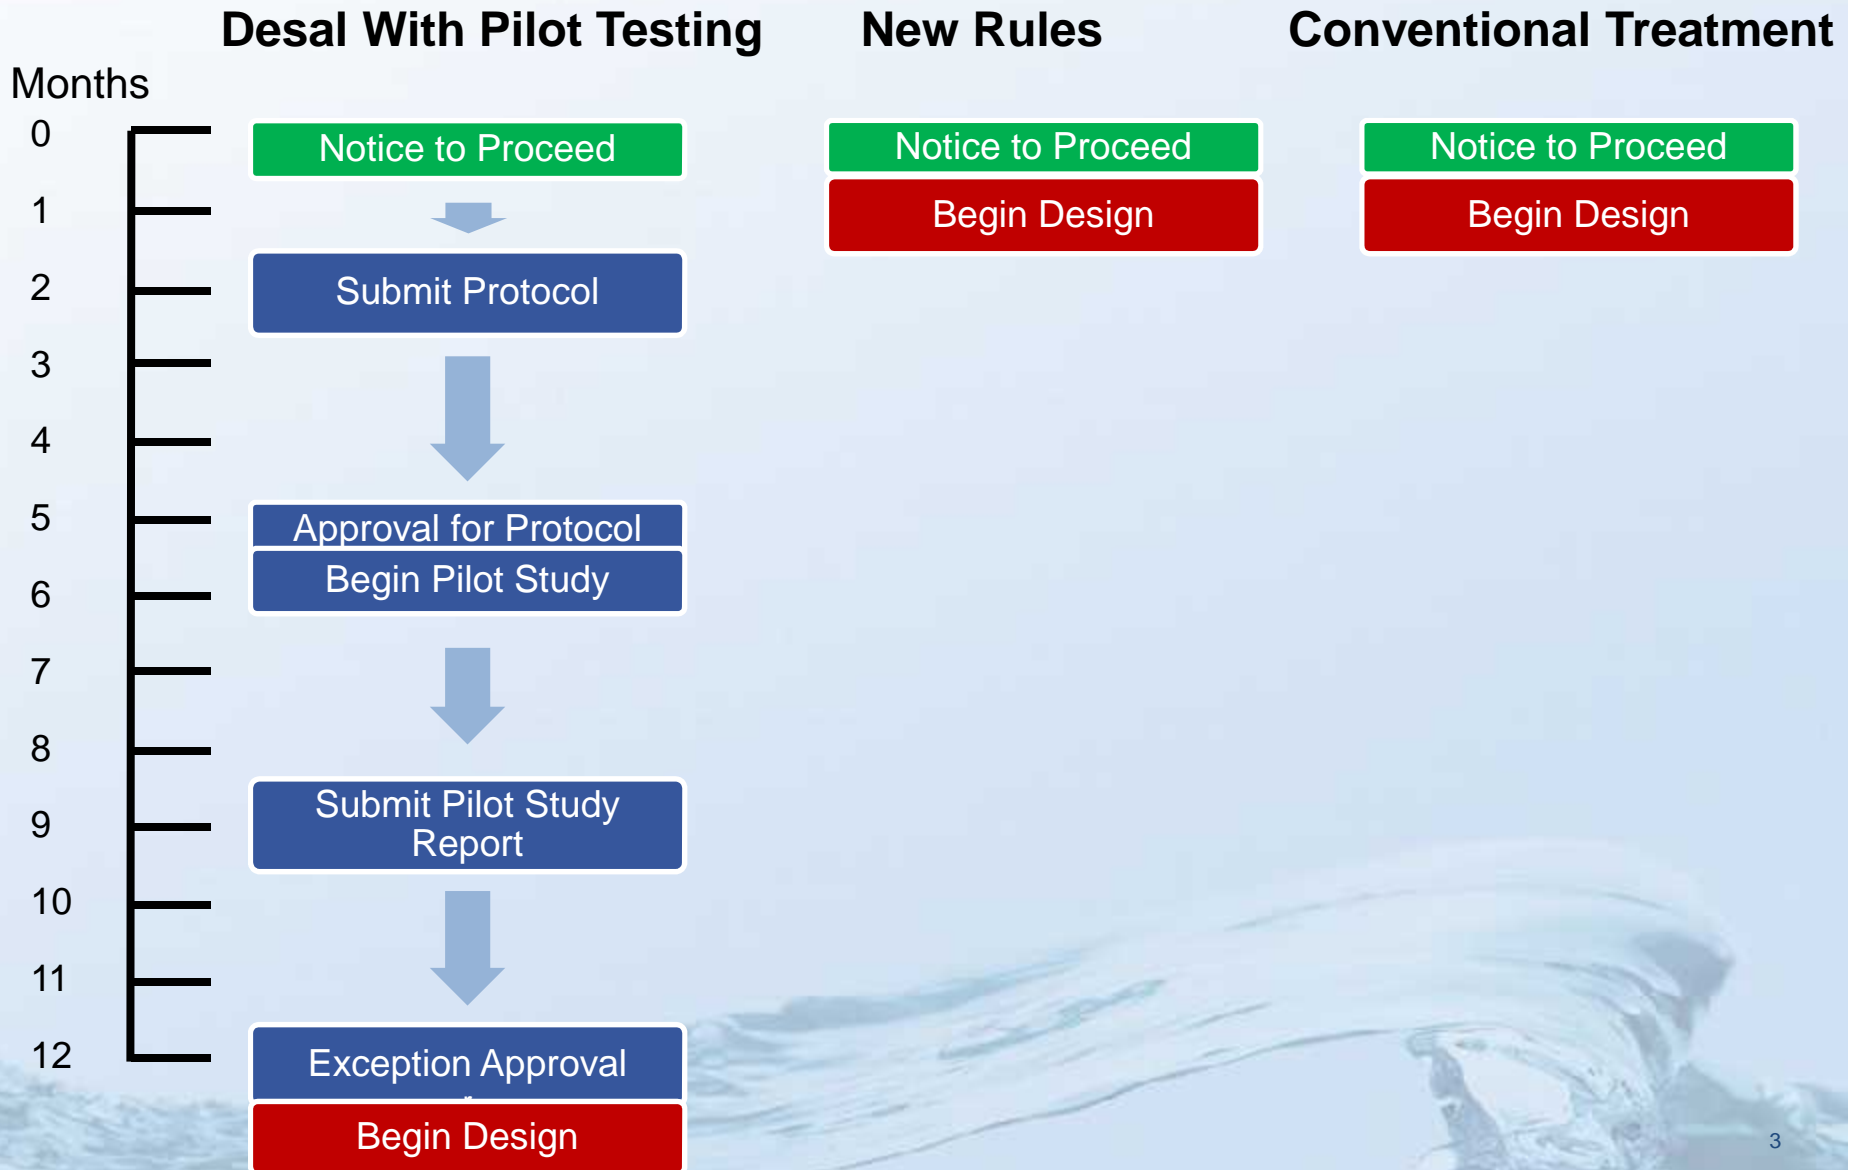 Desal With Pilot Testing
New Rules
Conventional Treatment
Months
0
Notice to Proceed
Notice to Proceed
Notice to Proceed
1
Begin Design
Begin Design
2
Submit Protocol
3
4
5
Approval for Protocol
6
Begin Pilot Study
7
8
9
Submit Pilot Study
Report
10
11
12
Exception Approval
Begin Design
3